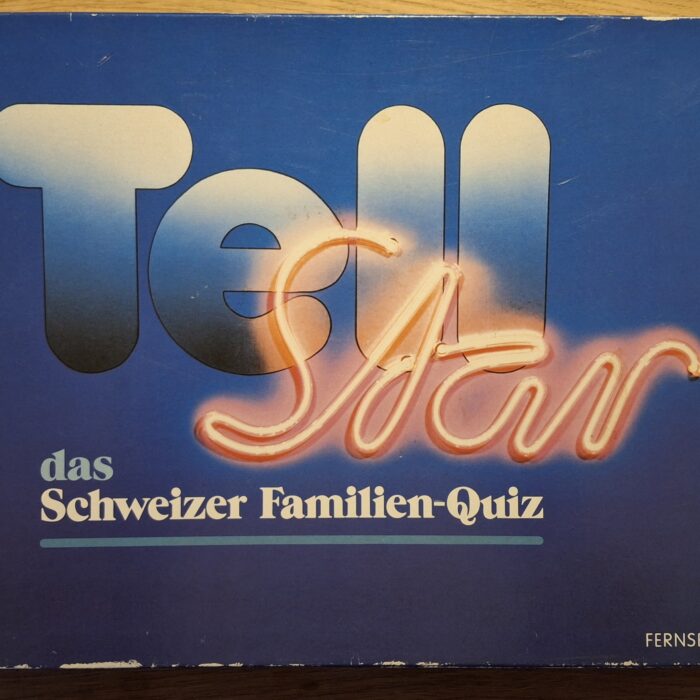 Tell
Star
das
Schweizer Familien-Quiz